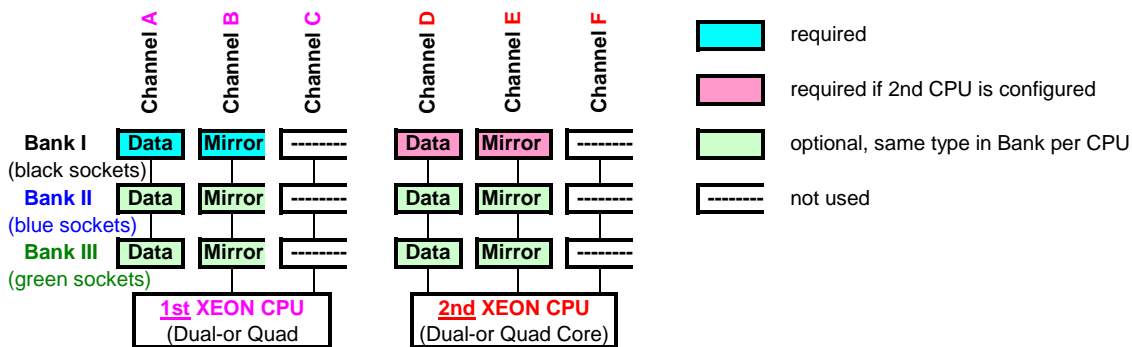 Channel A
Channel B
Channel C
Channel D
Channel E
Channel F
required
required if 2nd CPU is configured
Bank I Data Mirror -------- Data Mirror --------
optional, same type in Bank per CPU
(black sockets)
Bank II Data Mirror -------- Data Mirror --------
-------- not used
(blue sockets)
Bank III Data Mirror -------- Data Mirror --------
(green sockets)
1st XEON CPU
(Dual-or Quad
2nd XEON CPU
(Dual-or Quad Core)